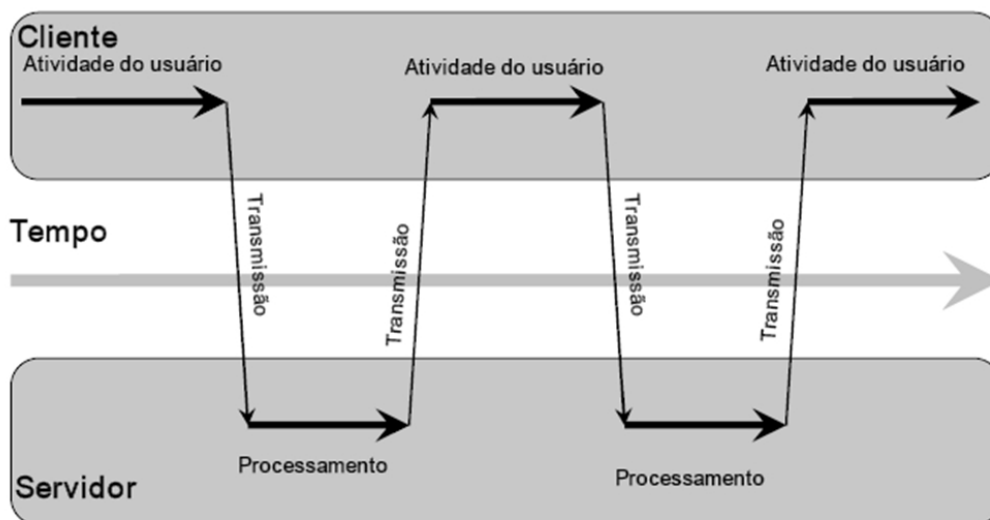 Cliente
Atividade do usuário
Atividade do usuário
Atividade do usuário
Transmissão
Transmissão
Transmissão
Transmissão
Tempo
Processamento
Processamento
Servidor